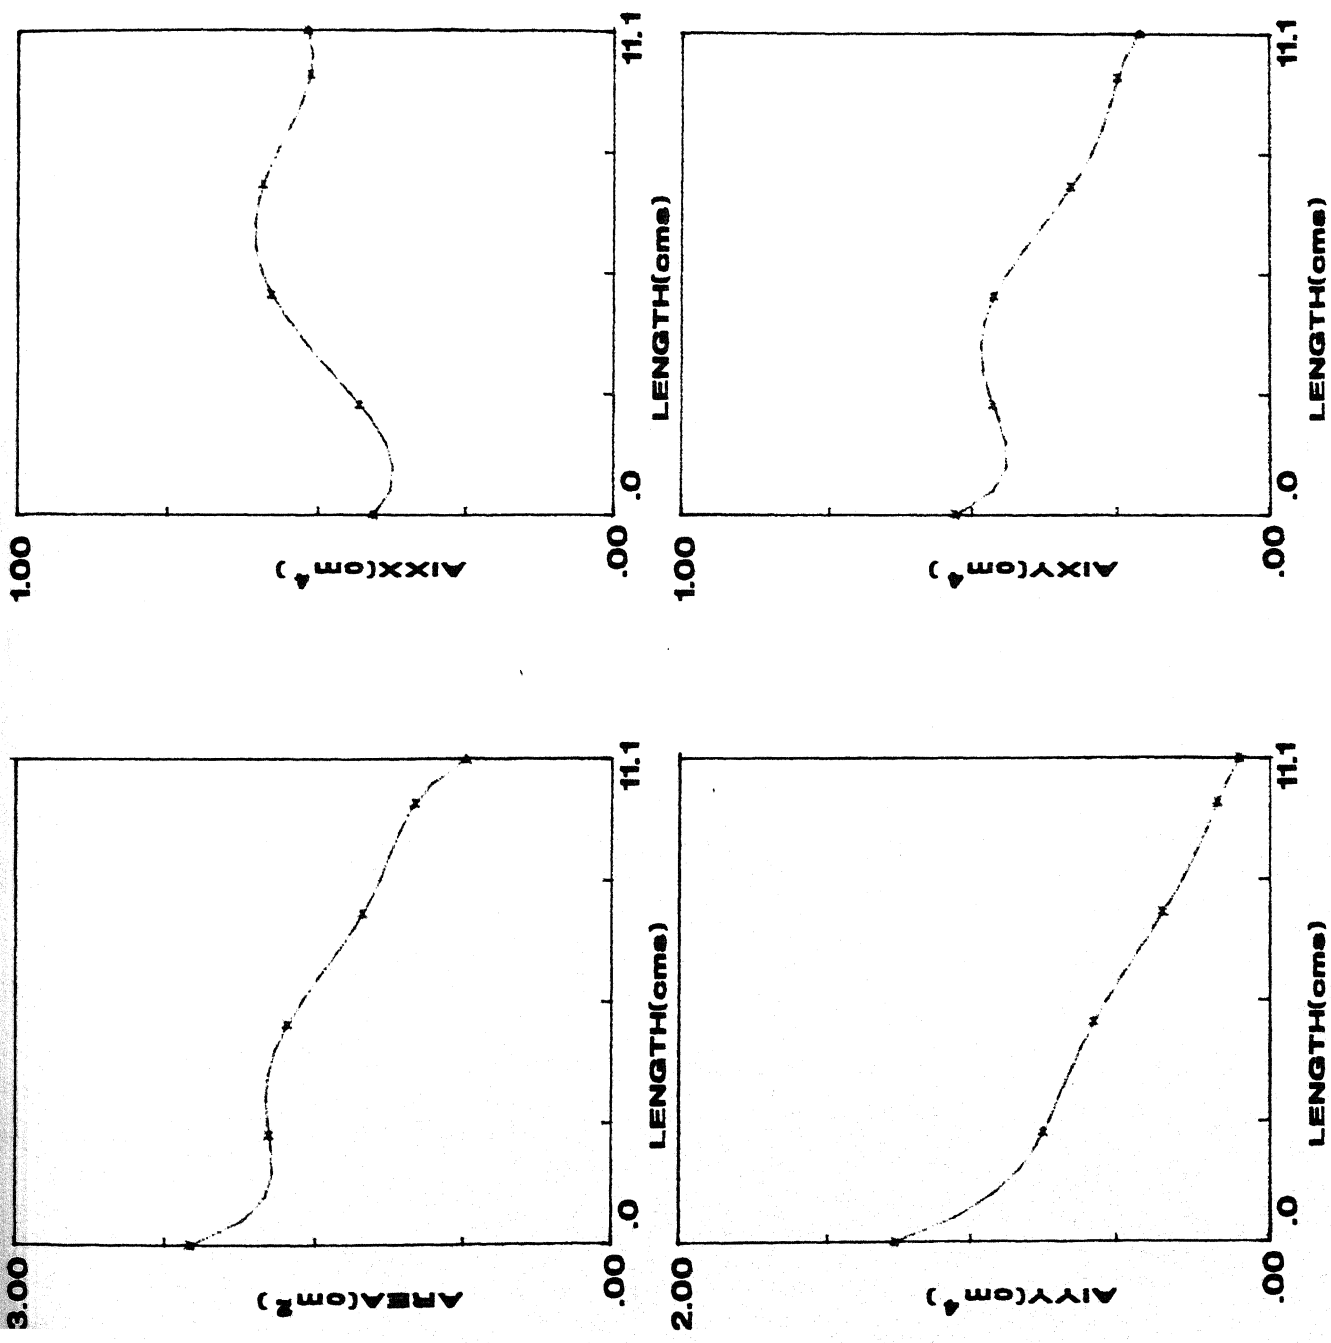 3.00
AREA(cm²)
.00
.0
LENGTH(cms)
11.1
1.00
AIXX(cm⁴)
.00
.0
LENGTH(cms)
11.1
2.00
AIYY(cm⁴)
.00
.0
LENGTH(cms)
11.1
1.00
AIXY(cm⁴)
.00
.0
LENGTH(cms)
11.1